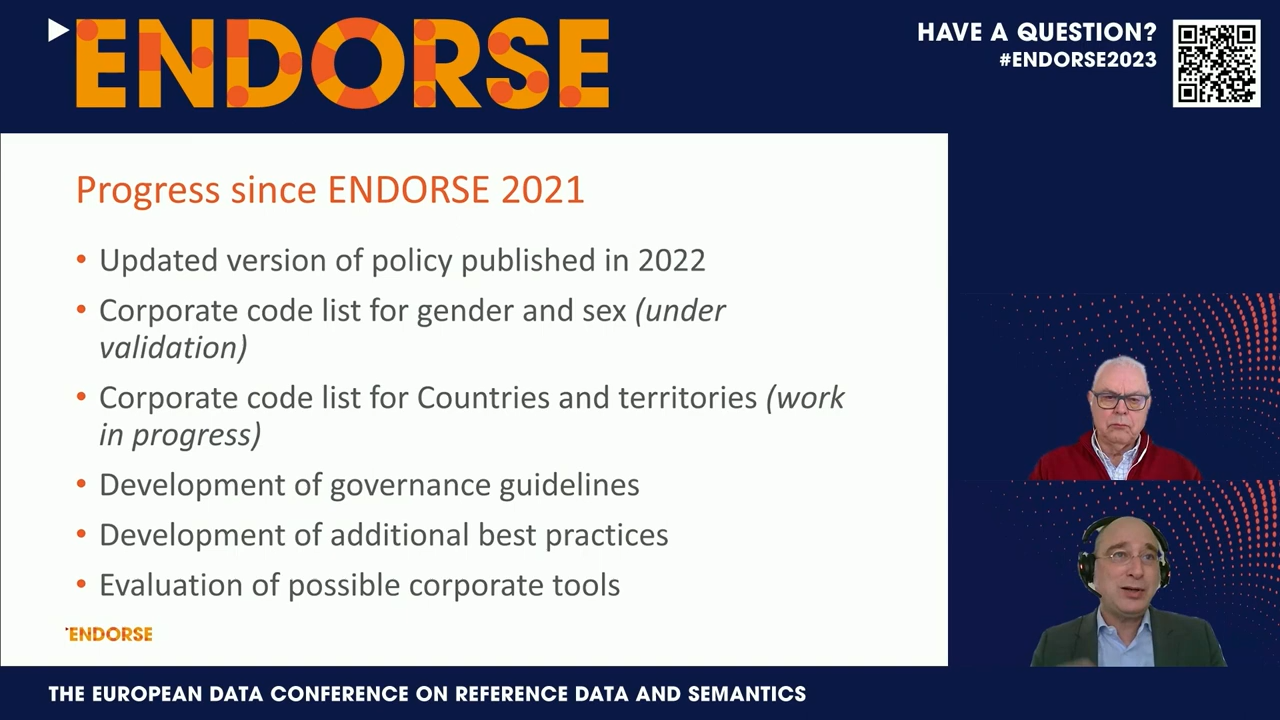 ENDORSE
HAVE A QUESTION?
#ENDORSE2023
Progress since ENDORSE 2021
• Updated version of policy published in 2022
• Corporate code list for gender and sex (under
validation)
• Corporate code list for Countries and territories (work
in progress)
• Development of governance guidelines
• Development of additional best practices
• Evaluation of possible corporate tools
ENDORSE
THE EUROPEAN DATA CONFERENCE ON REFERENCE DATA AND SEMANTICS